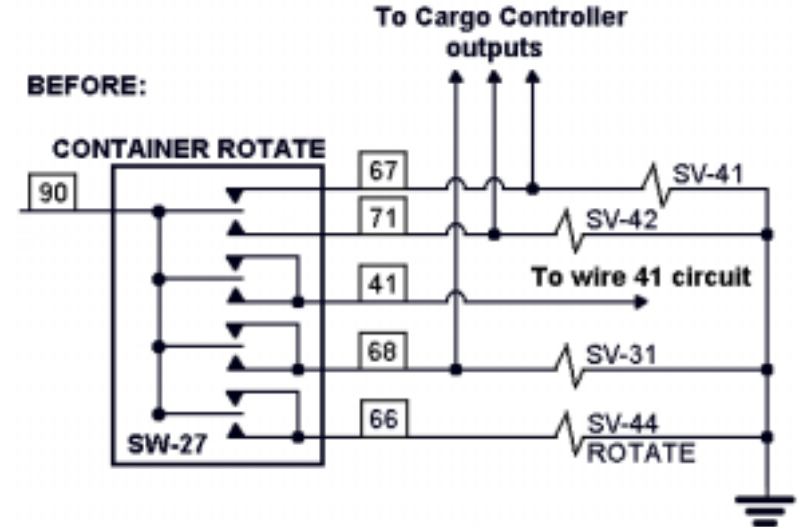 To Cargo Controller
outputs
BEFORE:
CONTAINER ROTATE
90
67
SV-41
71
SV-42
41
To wire 41 circuit
68
SV-31
66
SV-44
ROTATE
SW-27